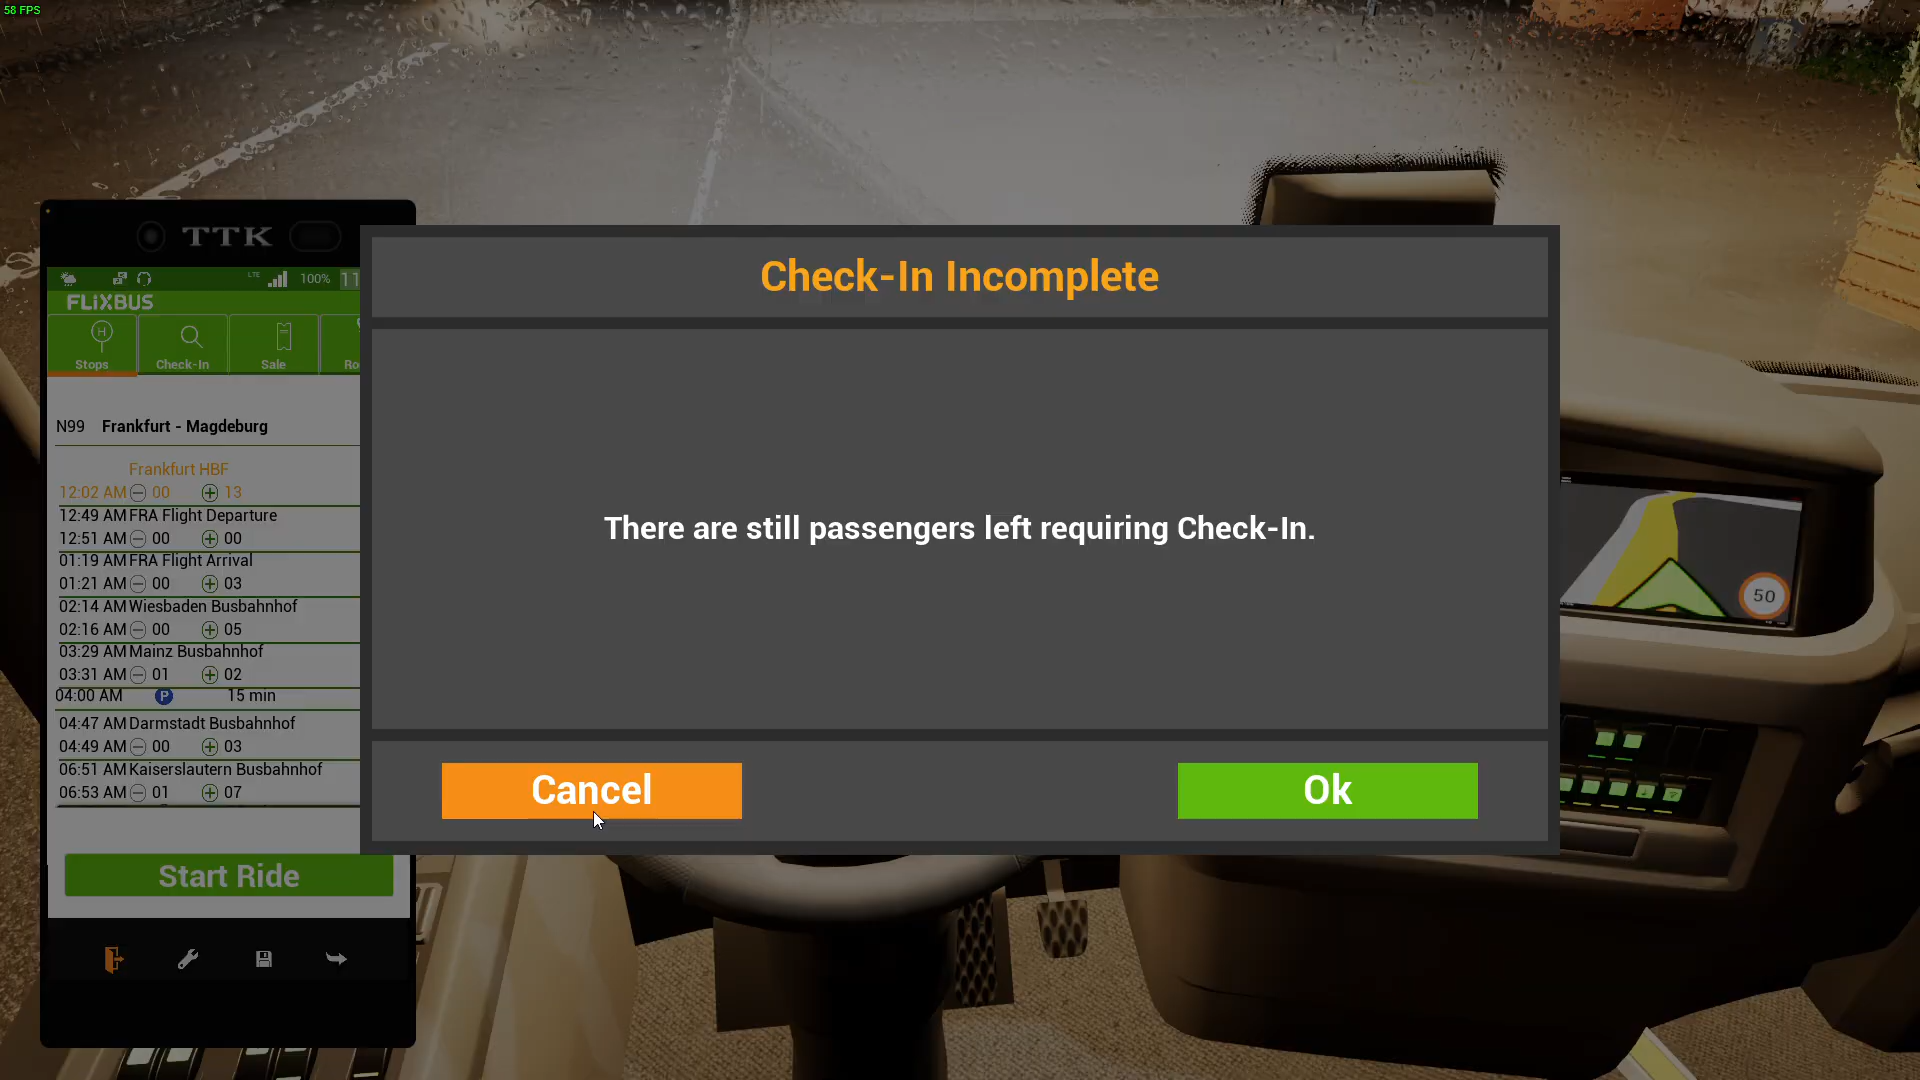 58 FPS
TTK
LTE 100% 11
FLiXBUS
Stops Check-In Sale Ro
N99 Frankfurt - Magdeburg
Frankfurt HBF
12:02 AM 00 13
12:49 AM FRA Flight Departure
12:51 AM 00 00
01:19 AM FRA Flight Arrival
01:21 AM 00 03
02:14 AM Wiesbaden Busbahnhof
02:16 AM 00 05
03:29 AM Mainz Busbahnhof
03:31 AM 01 02
04:00 AM P 15 min
04:47 AM Darmstadt Busbahnhof
04:49 AM 00 03
06:51 AM Kaiserslautern Busbahnhof
06:53 AM 01 07
Start Ride
Check-In Incomplete
There are still passengers left requiring Check-In.
Cancel Ok
50